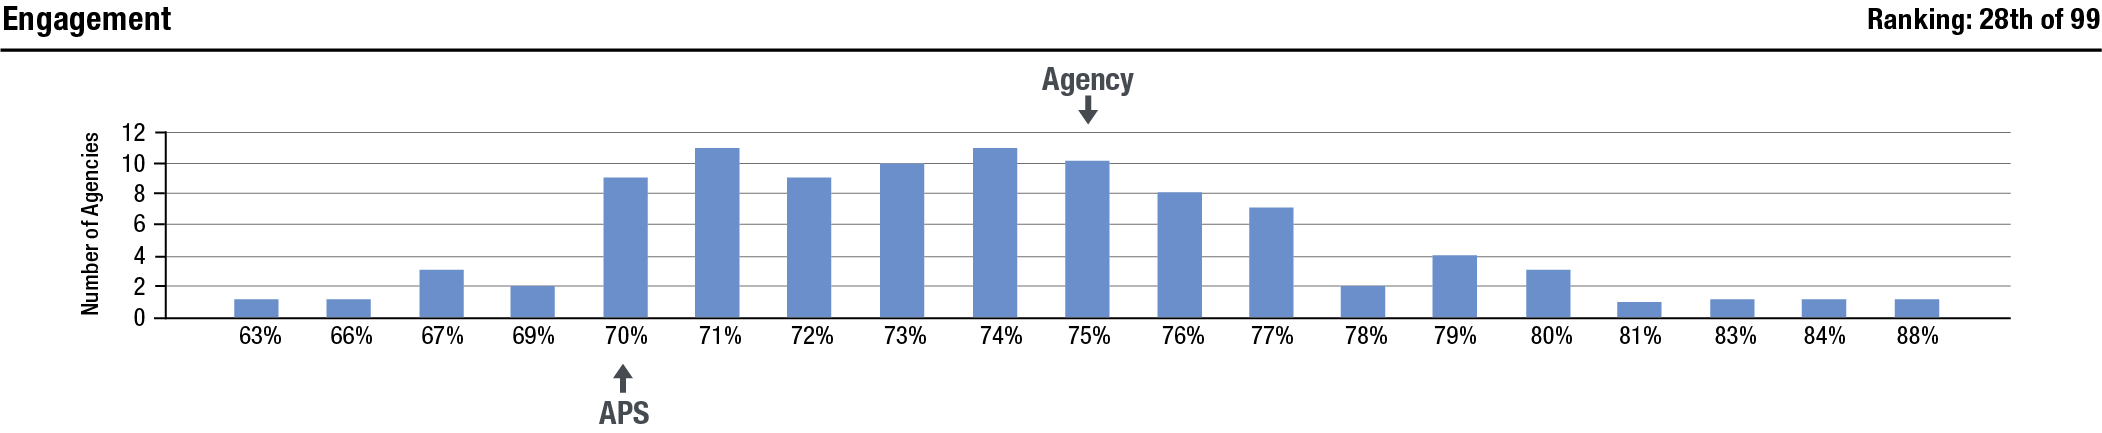 Engagement
Ranking: 28th of 99
Agency
Number of Agencies
12
10
8
6
4
2
0
63% 66% 67% 69% 70% 71% 72% 73% 74% 75% 76% 77% 78% 79% 80% 81% 83% 84% 88%
APS